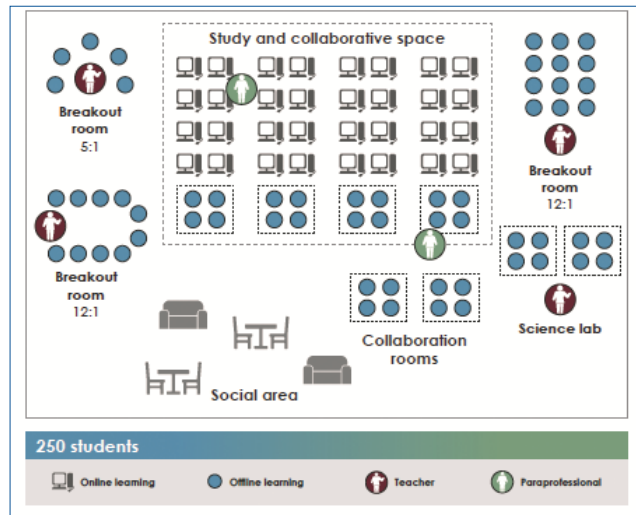 Study and collaborative space
Breakout
room
5:1
Breakout
room
12:1
Breakout
room
12:1
Science lab
Collaboration
rooms
Social area
250 students
Online learning
Offline learning
Teacher
Paraprofessional